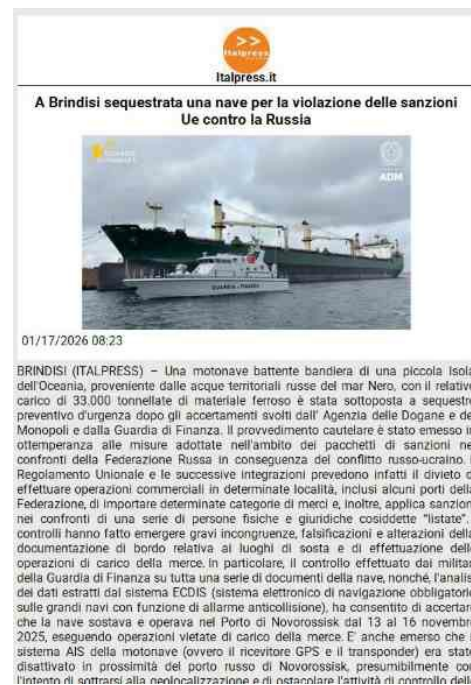 >>
Italpress
Italpress.it
A Brindisi sequestrata una nave per la violazione delle sanzioni
Ue contro la Russia
GUARDIA
DI FINANZA
ADM
GUARDIA DI FINANZA
01/17/2026 08:23
BRINDISI (ITALPRESS) – Una motonave battente bandiera di una piccola isola
dell'Oceania, proveniente dalle acque territoriali russe del mar Nero, con il relativo
carico di 33.000 tonnellate di materiale ferroso è stata sottoposta a sequestro
preventivo d'urgenza dopo gli accertamenti svolti dall' Agenzia delle Dogane e de
Monopoli e dalla Guardia di Finanza. Il provvedimento cautelare è stato emesso in
ottemperanza alle misure adottate nell'ambito dei pacchetti di sanzioni ne
confronti della Federazione Russa in conseguenza del conflitto russo-ucraino.
Regolamento Unionale e le successive integrazioni prevedono infatti il divieto d
effettuare operazioni commerciali in determinate località, inclusi alcuni porti della
Federazione, di importare determinate categorie di merci e, inoltre, applica sanzion
nei confronti di una serie di persone fisiche e giuridiche cosiddette "listate".
controlli hanno fatto emergere gravi incongruenze, falsificazioni e alterazioni della
documentazione di bordo relativa ai luoghi di sosta e di effettuazione delle
operazioni di carico della merce. In particolare, il controllo effettuato dai militar
della Guardia di Finanza su tutta una serie di documenti della nave, nonché, l'analis
dei dati estratti dal sistema ECDIS (sistema elettronico di navigazione obbligatorio
sulle grandi navi con funzione di allarme anticollisione), ha consentito di accertare
che la nave sostava e operava nel Porto di Novorossisk dal 13 al 16 novembre
2025, eseguendo operazioni vietate di carico della merce. E' anche emerso che i
sistema AIS della motonave (ovvero il ricevitore GPS e il transponder) era stato
disattivato in prossimità del porto russo di Novorossisk, presumibilmente con
l'intento di sottrarsi alla geolocalizzazione e di ostacolare l'attività di controllo delle